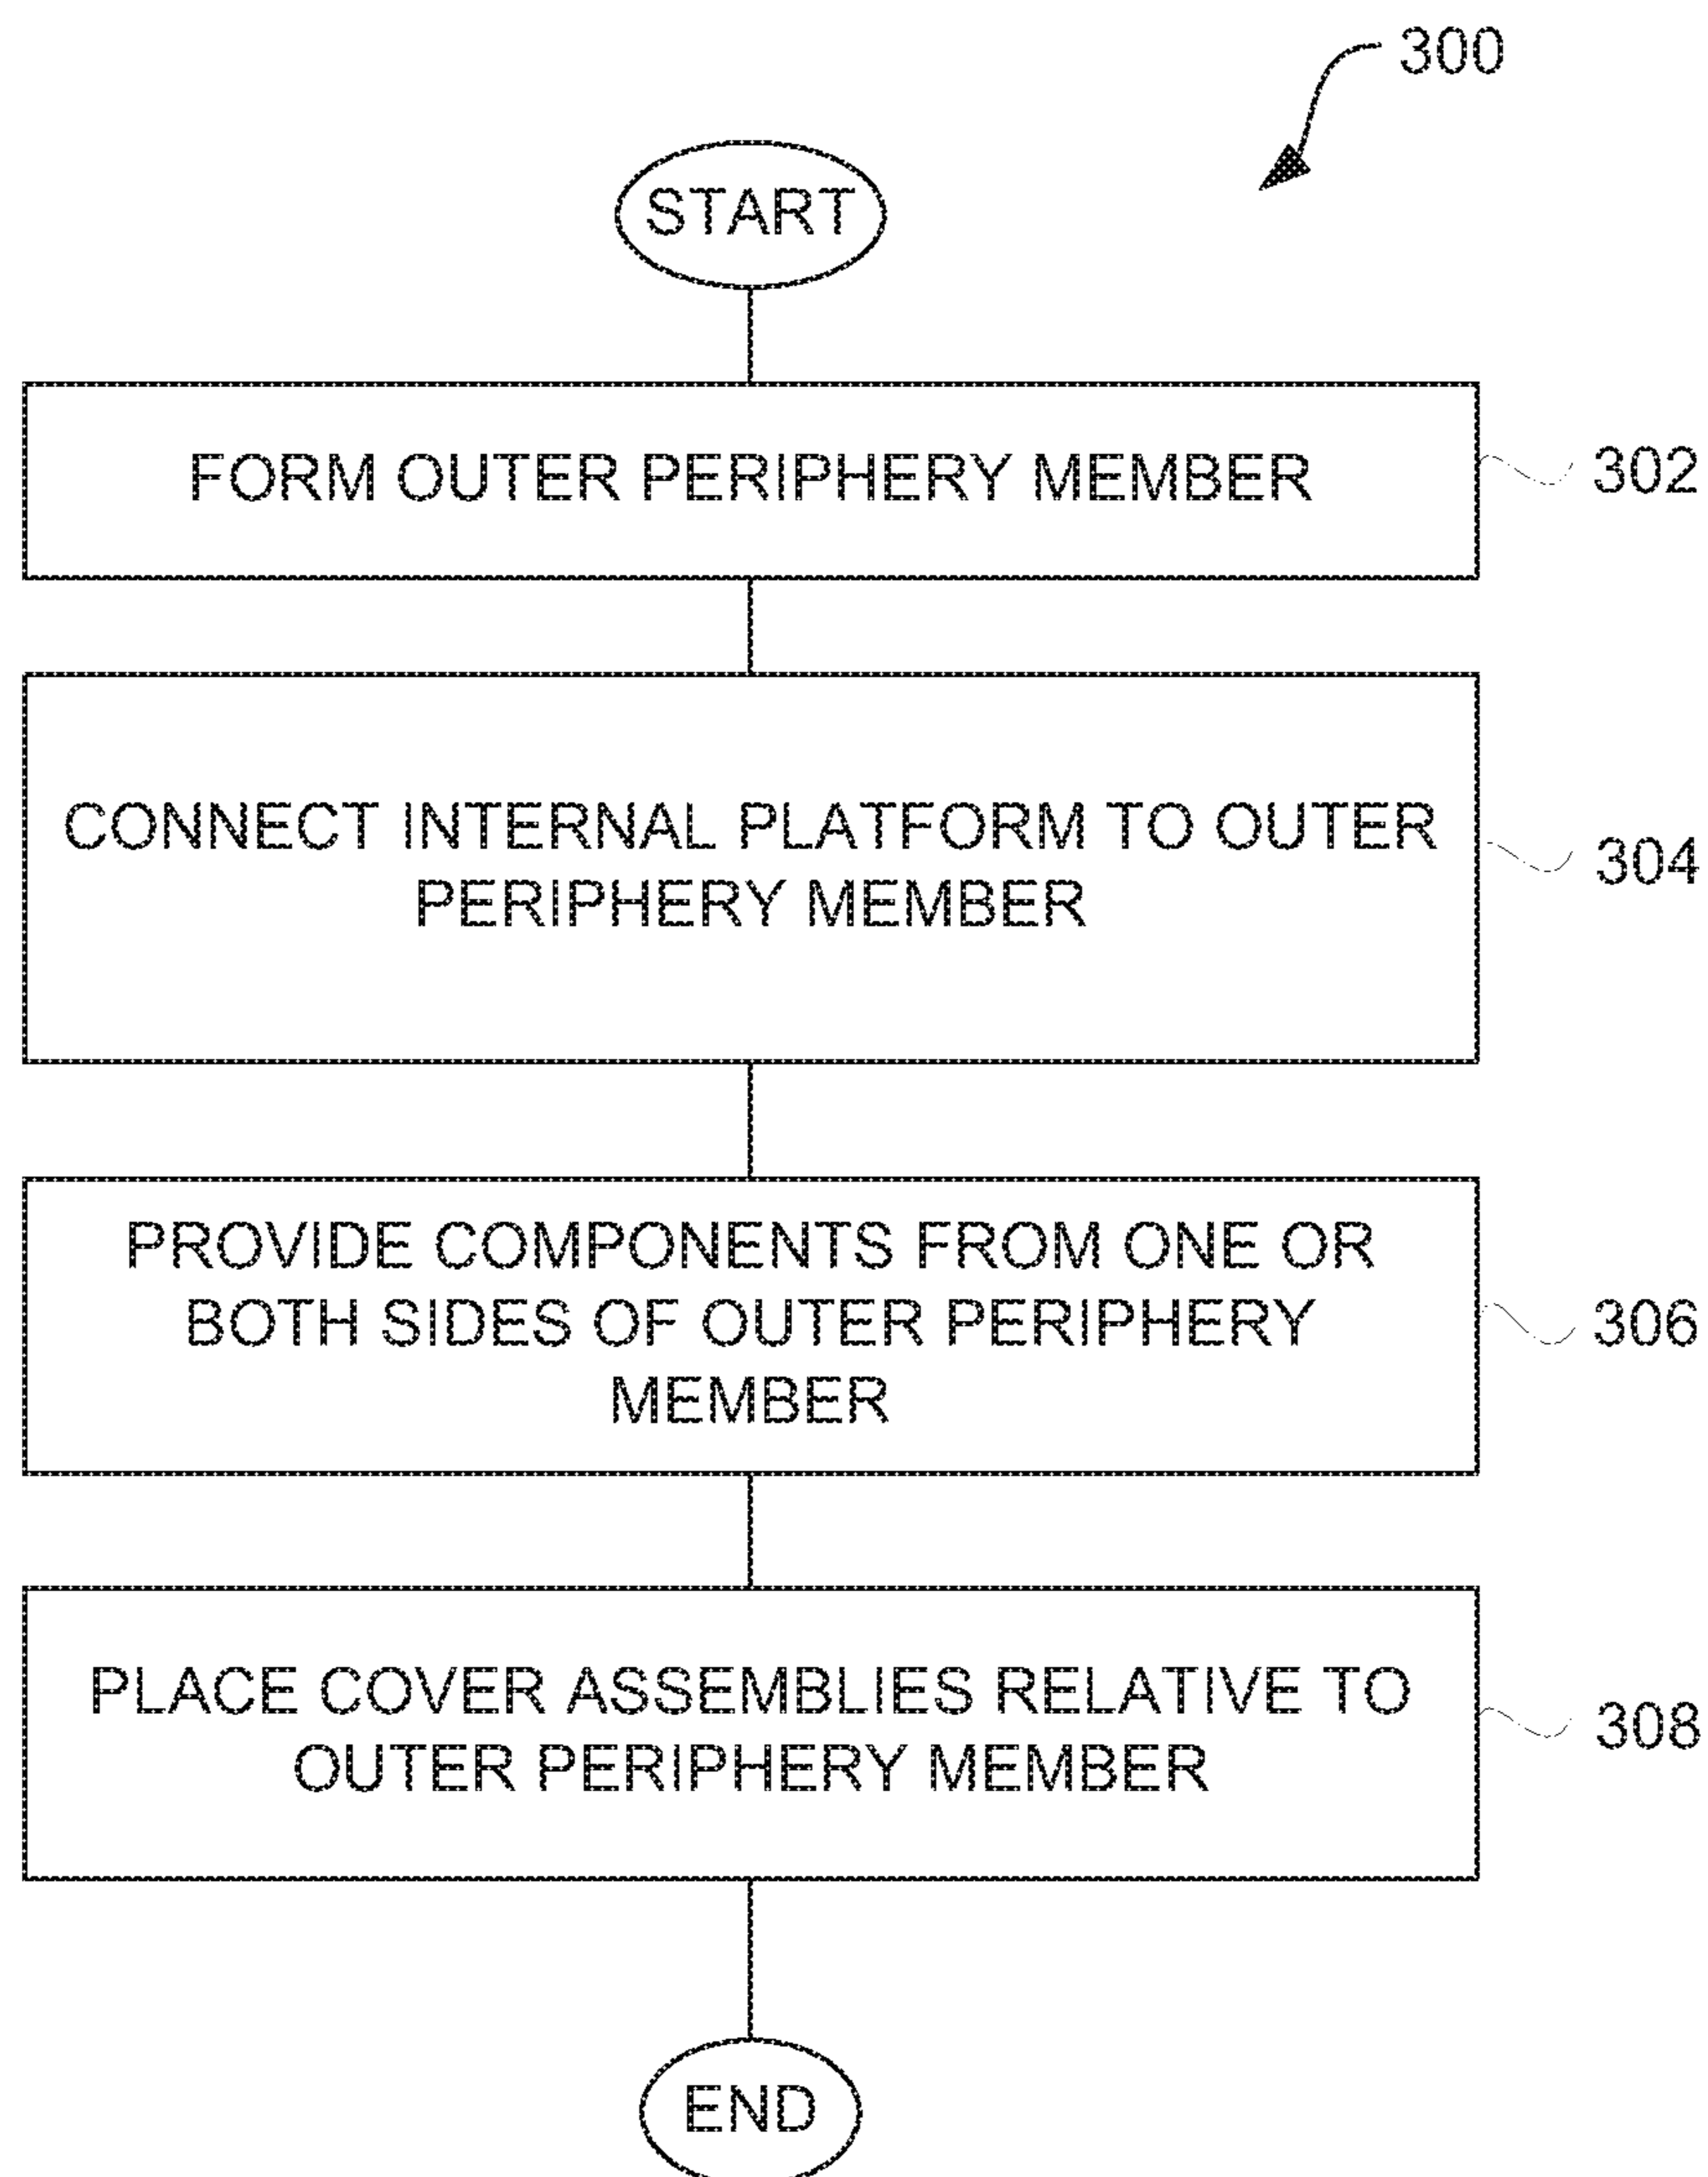 300
START
FORM OUTER PERIPHERY MEMBER
302
CONNECT INTERNAL PLATFORM TO OUTER
PERIPHERY MEMBER
304
PROVIDE COMPONENTS FROM ONE OR
BOTH SIDES OF OUTER PERIPHERY
MEMBER
306
PLACE COVER ASSEMBLIES RELATIVE TO
OUTER PERIPHERY MEMBER
308
END